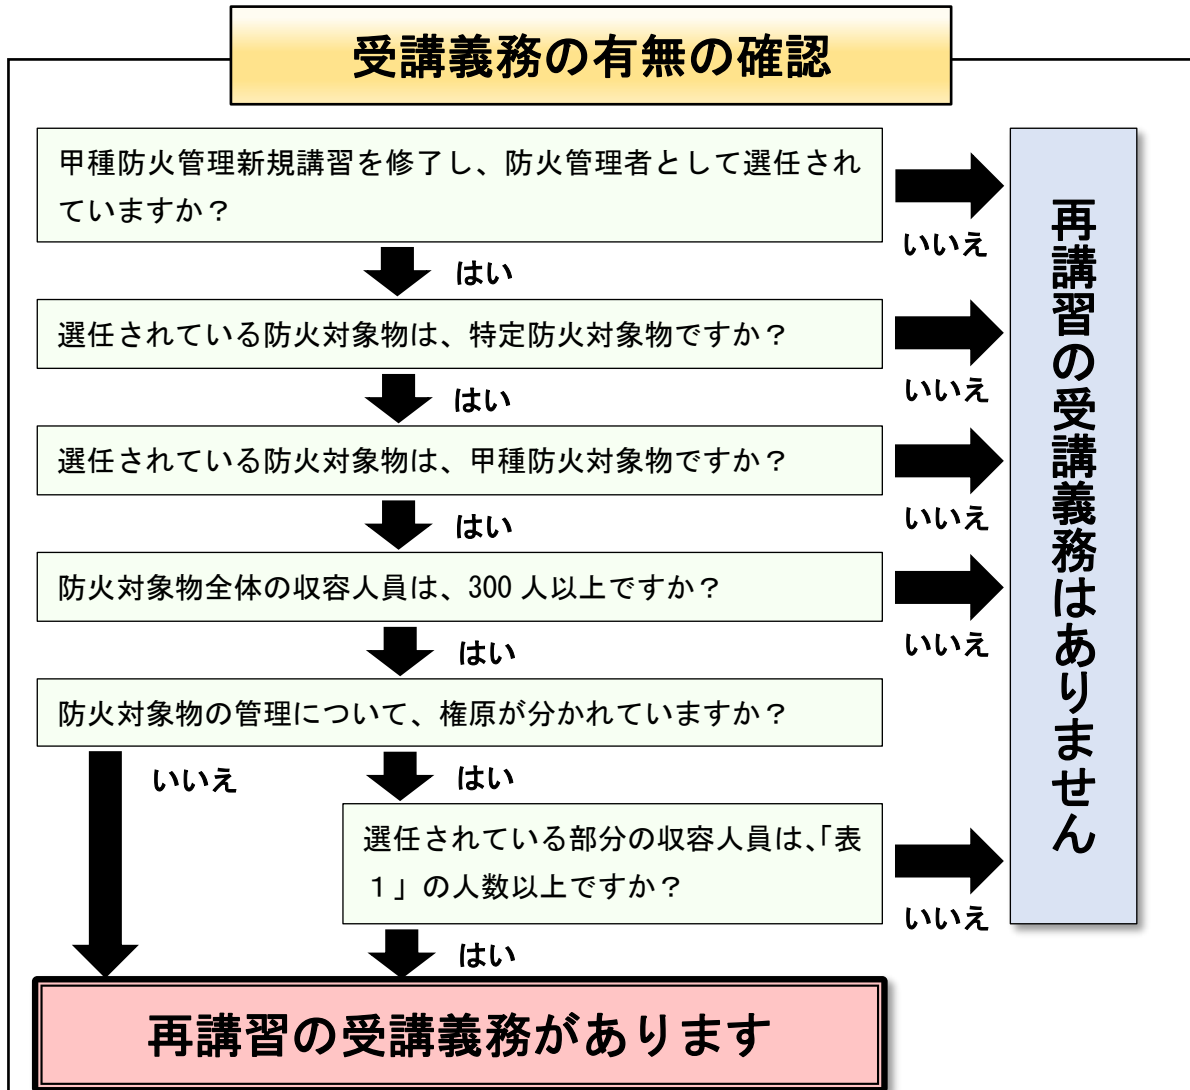 受講義務の有無の確認
甲種防火管理新規講習を修了し、防火管理者として選任され
ていますか？
いいえ
はい
選任されている防火対象物は、特定防火対象物ですか？
いいえ
はい
選任されている防火対象物は、甲種防火対象物ですか？
いいえ
はい
防火対象物全体の収容人員は、300 人以上ですか？
いいえ
はい
防火対象物の管理について、権原が分かれていますか？
いいえ
はい
選任されている部分の収容人員は、「表
１」の人数以上ですか？
いいえ
はい
再講習の受講義務があります
再講習の受講義務はありません